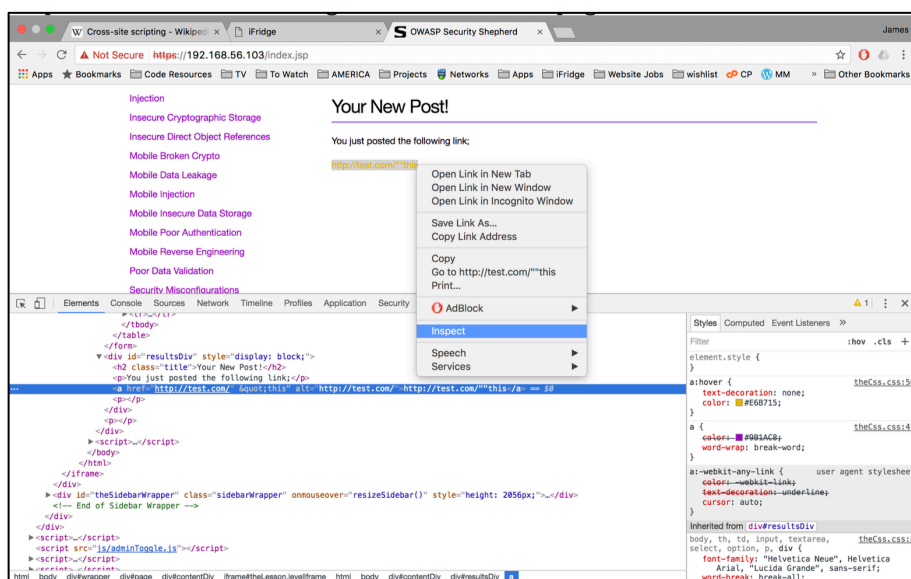 Cross-site scripting - Wikiped
iFridge
OWASP Security Shepherd
James
Not Secure https://192.168.56.103/index.jsp
Apps Bookmarks Code Resources TV To Watch AMERICA Projects Networks Apps iFridge Website Jobs wishlist CP MM » Other Bookmarks
Injection
Insecure Cryptographic Storage
Insecure Direct Object References
Mobile Broken Crypto
Mobile Data Leakage
Mobile Injection
Mobile Insecure Data Storage
Mobile Poor Authentication
Mobile Reverse Engineering
Poor Data Validation
Security Misconfigurations
Your New Post!
You just posted the following link;
http://test.com/""this
Open Link in New Tab
Open Link in New Window
Open Link in Incognito Window
Save Link As...
Copy Link Address
Copy
Go to http://test.com/""this
Print...
AdBlock
Inspect
Speech
Services
Elements Console Sources Network Timeline Profiles Application Security
1
▶<tr>…</tr>
</tbody>
</table>
</form>
▼<div id="resultsDiv" style="display: block;">
<h2 class="title">Your New Post!</h2>
<p>You just posted the following link;</p>
<a href="http://test.com/" &quot;this" alt="http://test.com/">http://test.com/""this</a> == $0
<p></p>
</div>
<p></p>
</div>
▶<script>…</script>
</body>
</html>
</iframe>
</div>
▶<div id="theSidebarWrapper" class="sidebarWrapper" onmouseover="resizeSidebar()" style="height: 2056px;">…</div>
<!-- End of Sidebar Wrapper -->
</div>
</div>
▶<script>…</script>
<script src="js/adminToggle.js"></script>
▶<script>…</script>
html body div#wrapper div#page div#contentDiv iframe#theLesson.levelIframe html body div#contentDiv div#resultsDiv a
Styles Computed Event Listeners »
Filter :hov .cls +
element.style {
}
a:hover { theCss.css:5
text-decoration: none;
color: #E6B715;
}
a { theCss.css:4
color: #9B1AC8;
word-wrap: break-word;
}
a:-webkit-any-link { user agent stylesheet
color: -webkit-link;
text-decoration: underline;
cursor: auto;
}
Inherited from div#resultsDiv
body, th, td, input, textarea, theCss.css:
select, option, p, div {
font-family: "Helvetica Neue", Helvetica
Arial, "Lucida Grande", sans-serif;
word-break: break-all;